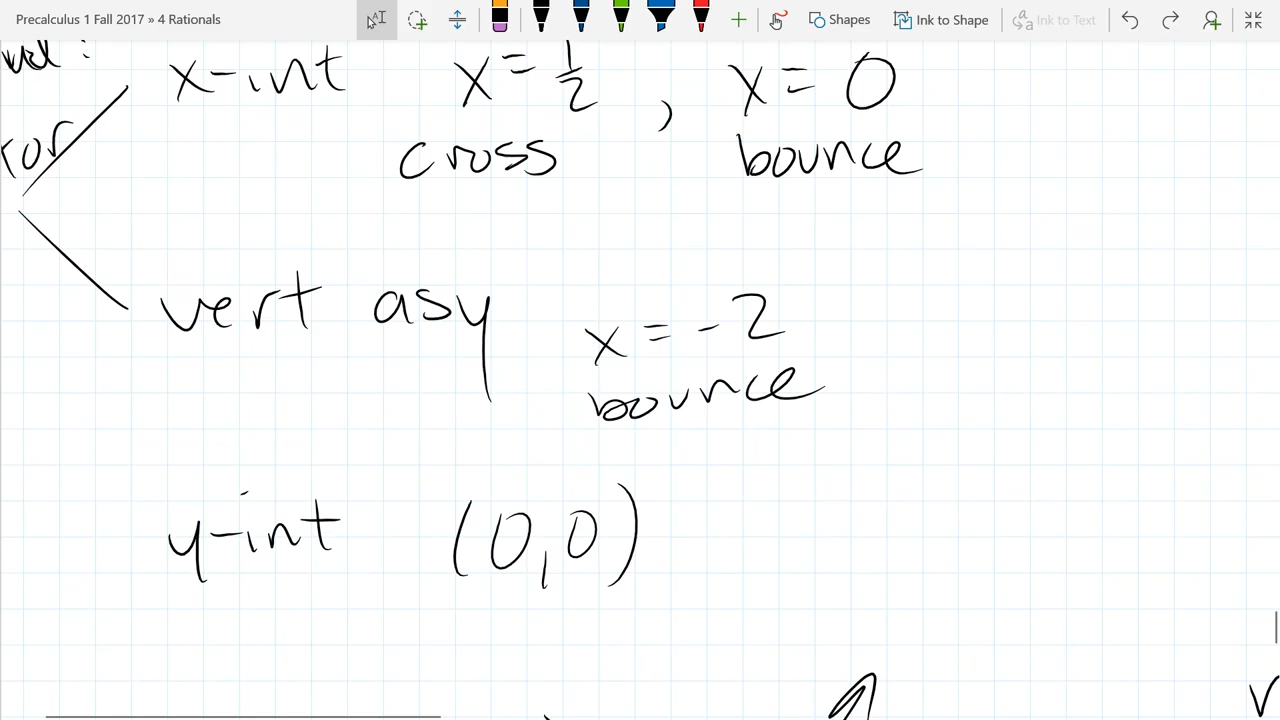 Precalculus 1 Fall 2017 » 4 Rationals
Shapes
Ink to Shape
Ink to Text
x-int x = 1/2 , x = 0
cross bounce
vert asy x = -2
bounce
y-int (0,0)